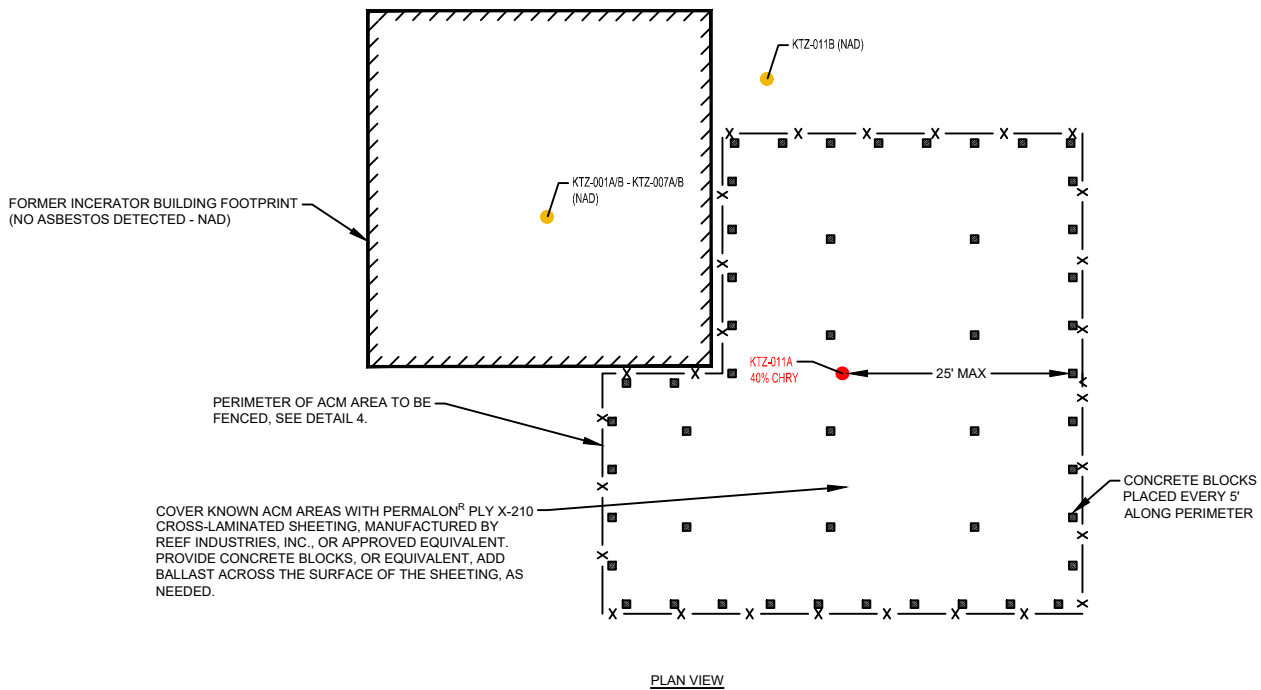 KTZ-011B (NAD)
KTZ-001A/B - KTZ-007A/B
(NAD)
FORMER INCERATOR BUILDING FOOTPRINT
(NO ASBESTOS DETECTED - NAD)
KTZ-011A
40% CHRY
25' MAX
PERIMETER OF ACM AREA TO BE
FENCED, SEE DETAIL 4.
COVER KNOWN ACM AREAS WITH PERMALON^R PLY X-210
CROSS-LAMINATED SHEETING, MANUFACTURED BY
REEF INDUSTRIES, INC., OR APPROVED EQUIVALENT.
PROVIDE CONCRETE BLOCKS, OR EQUIVALENT, ADD
BALLAST ACROSS THE SURFACE OF THE SHEETING, AS
NEEDED.
CONCRETE BLOCKS
PLACED EVERY 5'
ALONG PERIMETER
PLAN VIEW